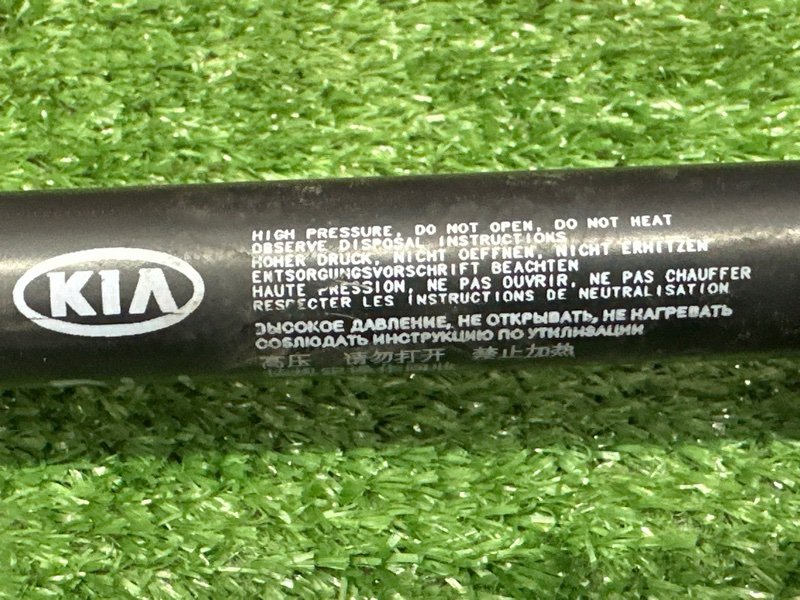 KIA
HIGH PRESSURE, DO NOT OPEN, DO NOT HEAT
OBSERVE DISPOSAL INSTRUCTIONS
HOHER DRUCK, NICHT OEFFNEN, NICHT ERHITZEN
ENTSORGUNGSVORSCHRIFT BEACHTEN
HAUTE PRESSION, NE PAS OUVRIR, NE PAS CHAUFFER
RESPECTER LES INSTRUCTIONS DE NEUTRALISATION
ВЫСОКОЕ ДАВЛЕНИЕ, НЕ ОТКРЫВАТЬ, НЕ НАГРЕВАТЬ
СОБЛЮДАТЬ ИНСТРУКЦИЮ ПО УТИЛИЗАЦИИ
高压 请勿打开 禁止加热